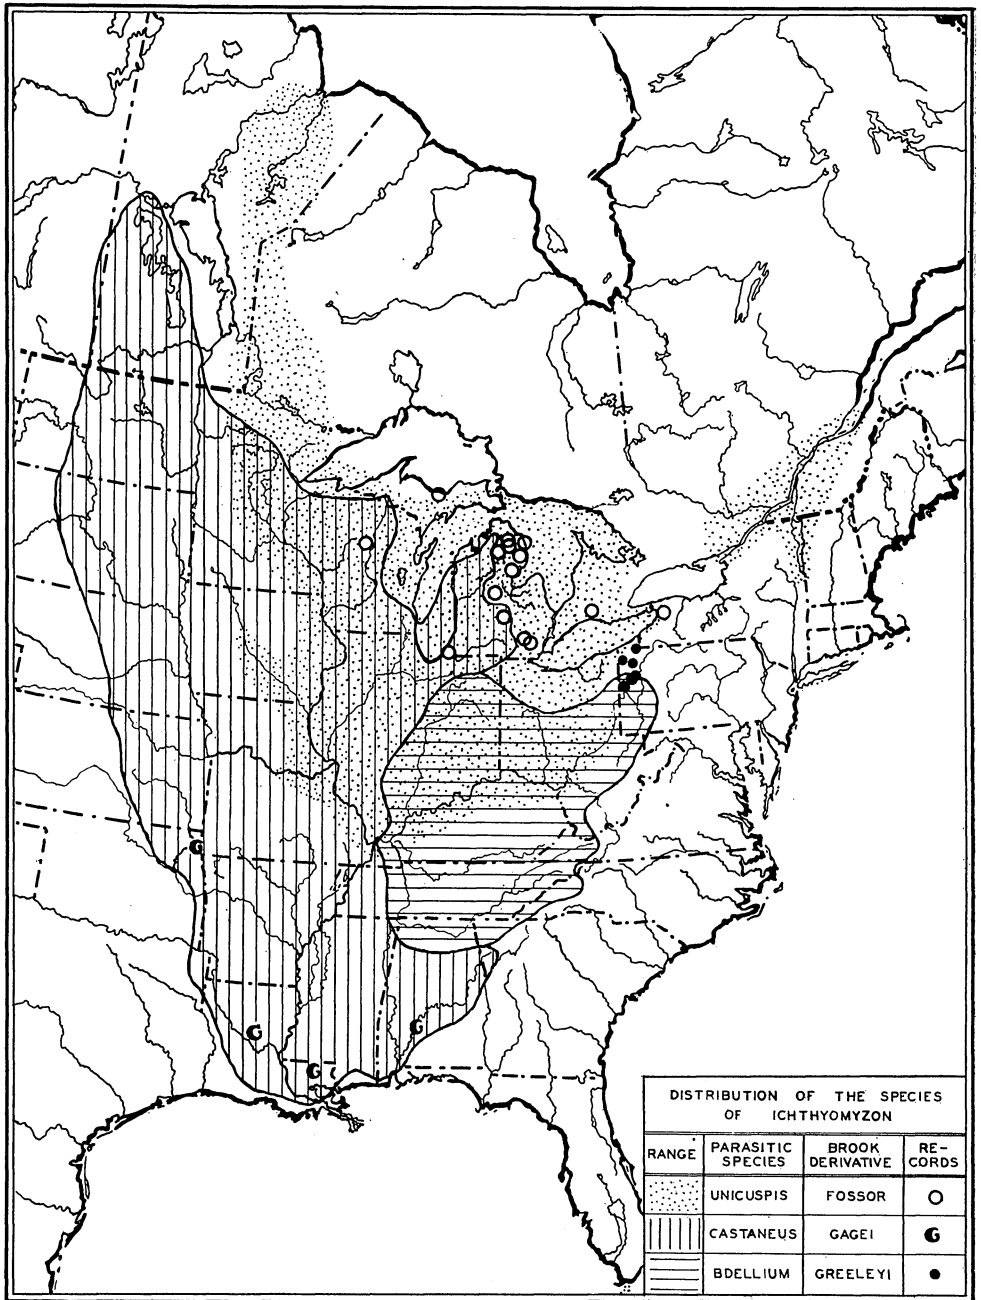 DISTRIBUTION OF THE SPECIES
OF ICHTHYOMYZON
RANGE PARASITIC SPECIES BROOK DERIVATIVE RE-CORDS
UNICUSPIS FOSSOR
CASTANEUS GAGEI G
BDELLIUM GREELEYI
G
G
G
G